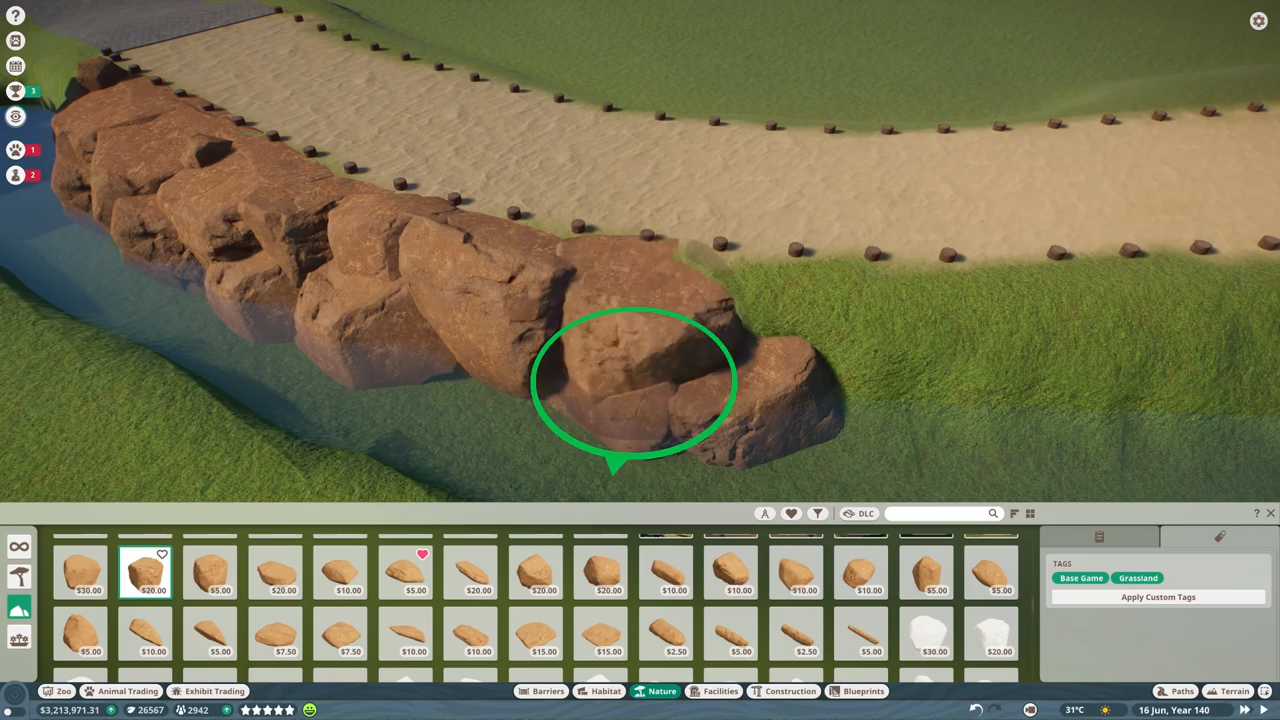 ?
3
1
2
DLC
?
$30.00 $20.00 $5.00 $20.00 $10.00 $5.00 $20.00 $20.00 $20.00 $10.00 $10.00 $10.00 $10.00 $5.00 $5.00
$5.00 $10.00 $5.00 $7.50 $7.50 $10.00 $10.00 $15.00 $15.00 $2.50 $5.00 $2.50 $5.00 $30.00 $20.00
TAGS
Base Game Grassland
Apply Custom Tags
Zoo Animal Trading Exhibit Trading Barriers Habitat Nature Facilities Construction Blueprints Paths Terrain
$3,213,971.31 26567 2942 31°C 16 Jun, Year 140